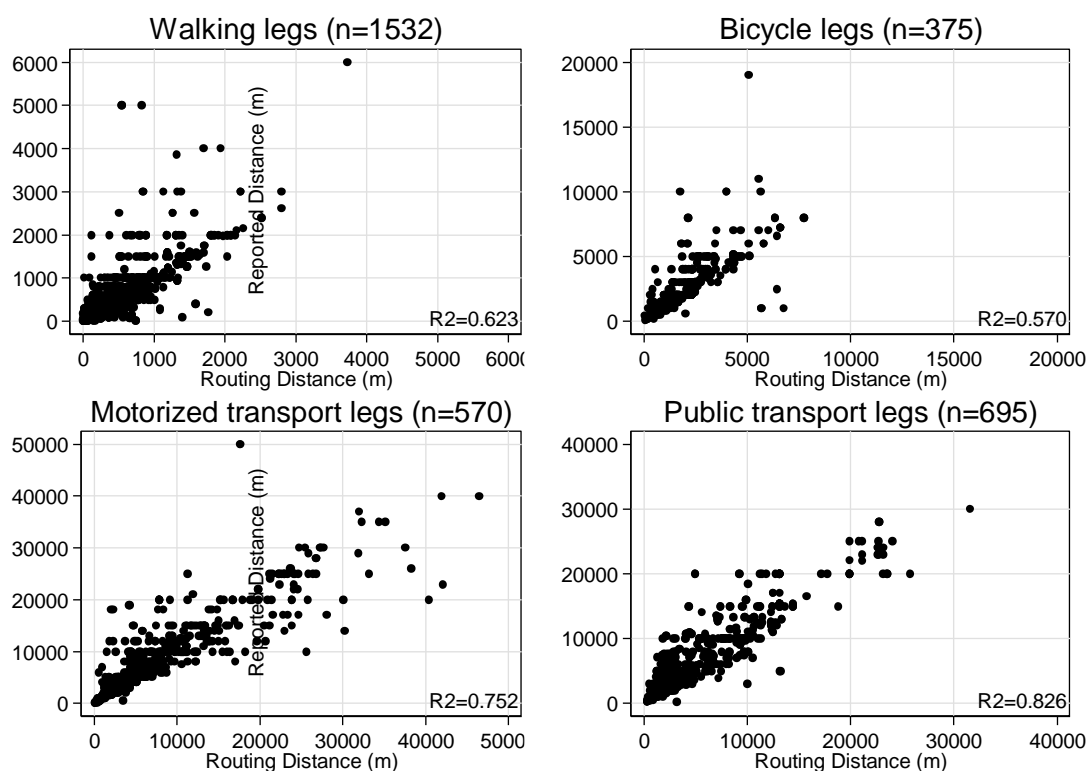 Walking legs (n=1532)
Bicycle legs (n=375)
6000
5000
4000
3000
2000
1000
0
Reported Distance (m)
R2=0.623
0 1000 2000 3000 4000 5000 6000
Routing Distance (m)
20000
15000
10000
5000
0
R2=0.570
0 5000 10000 15000 20000
Routing Distance (m)
Motorized transport legs (n=570)
Public transport legs (n=695)
50000
40000
30000
20000
10000
0
Reported Distance (m)
R2=0.752
0 10000 20000 30000 40000 50000
Routing Distance (m)
40000
30000
20000
10000
0
R2=0.826
0 10000 20000 30000 40000
Routing Distance (m)